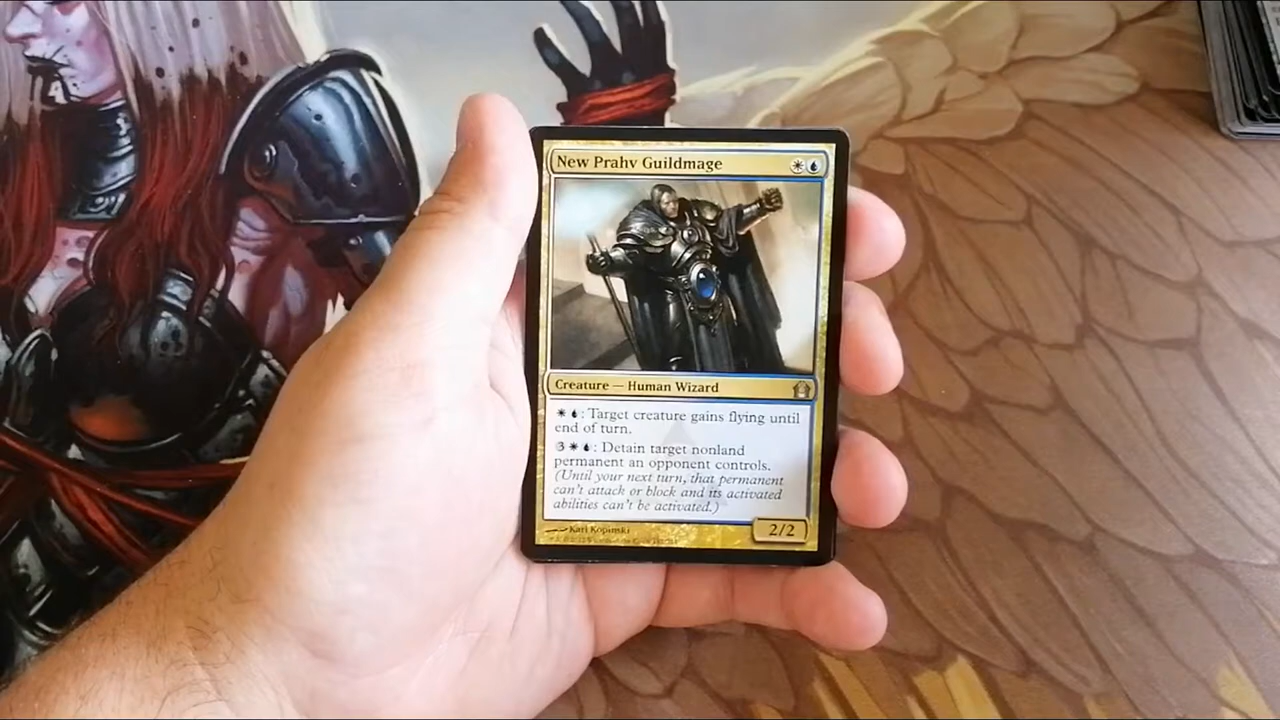 New Prahv Guildmage
Creature — Human Wizard
: Target creature gains flying until
end of turn.
3 : Detain target nonland
permanent an opponent controls.
(Until your next turn, that permanent
can't attack or block and its activated
abilities can't be activated.)
Karl Kopinski
2/2